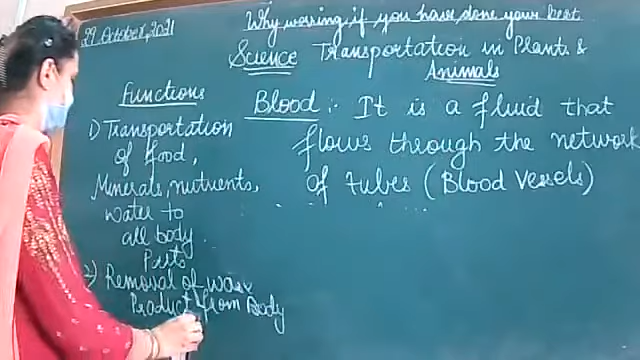 29 October, 2021
Why worring if you have done your best
Science Transportation in Plants &
Animals
Functions
1) Transportation
of food,
Minerals, nutrients,
water to
all body
Parts
2) Removal of
Product from Body
Blood :- It is a fluid that
flows through the network
of tubes (Blood Vessels)